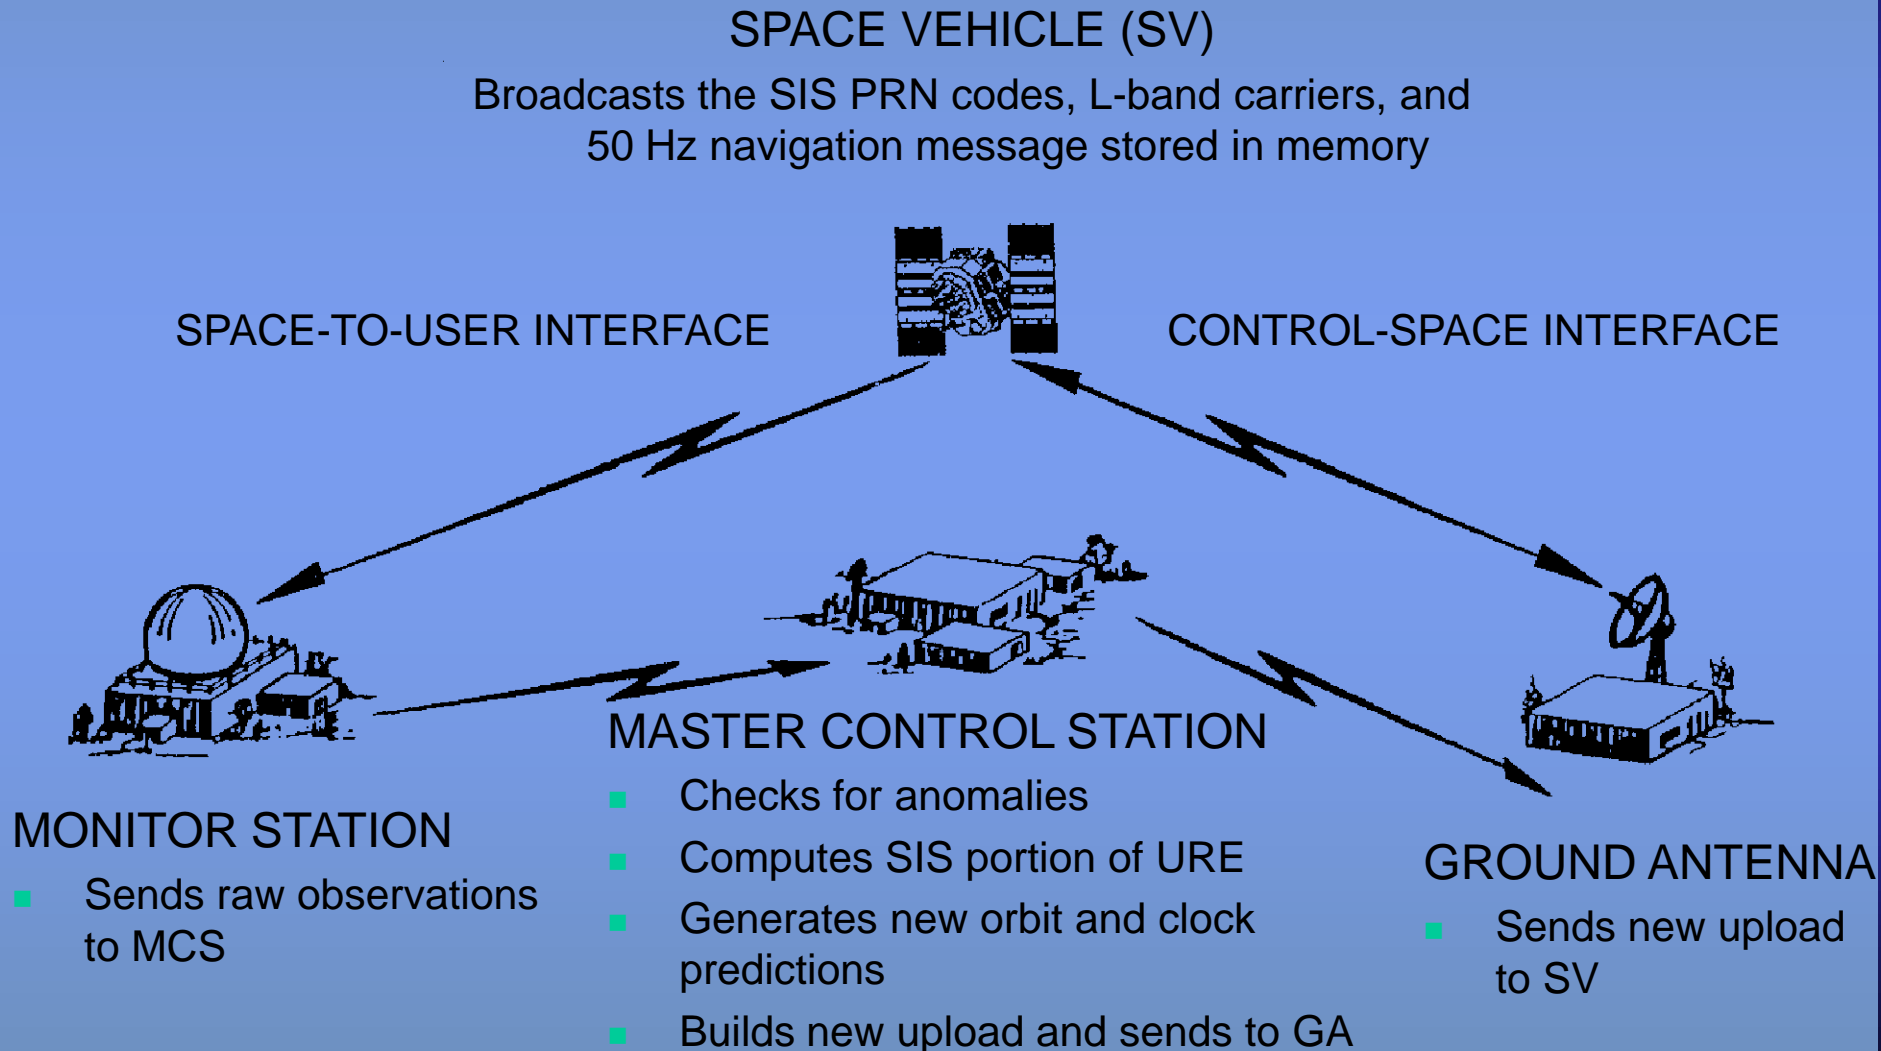 SPACE VEHICLE (SV)
Broadcasts the SIS PRN codes, L-band carriers, and
50 Hz navigation message stored in memory
SPACE-TO-USER INTERFACE
CONTROL-SPACE INTERFACE
MONITOR STATION
Sends raw observations
to MCS
MASTER CONTROL STATION
Checks for anomalies
Computes SIS portion of URE
Generates new orbit and clock
predictions
Builds new upload and sends to GA
GROUND ANTENNA
Sends new upload
to SV